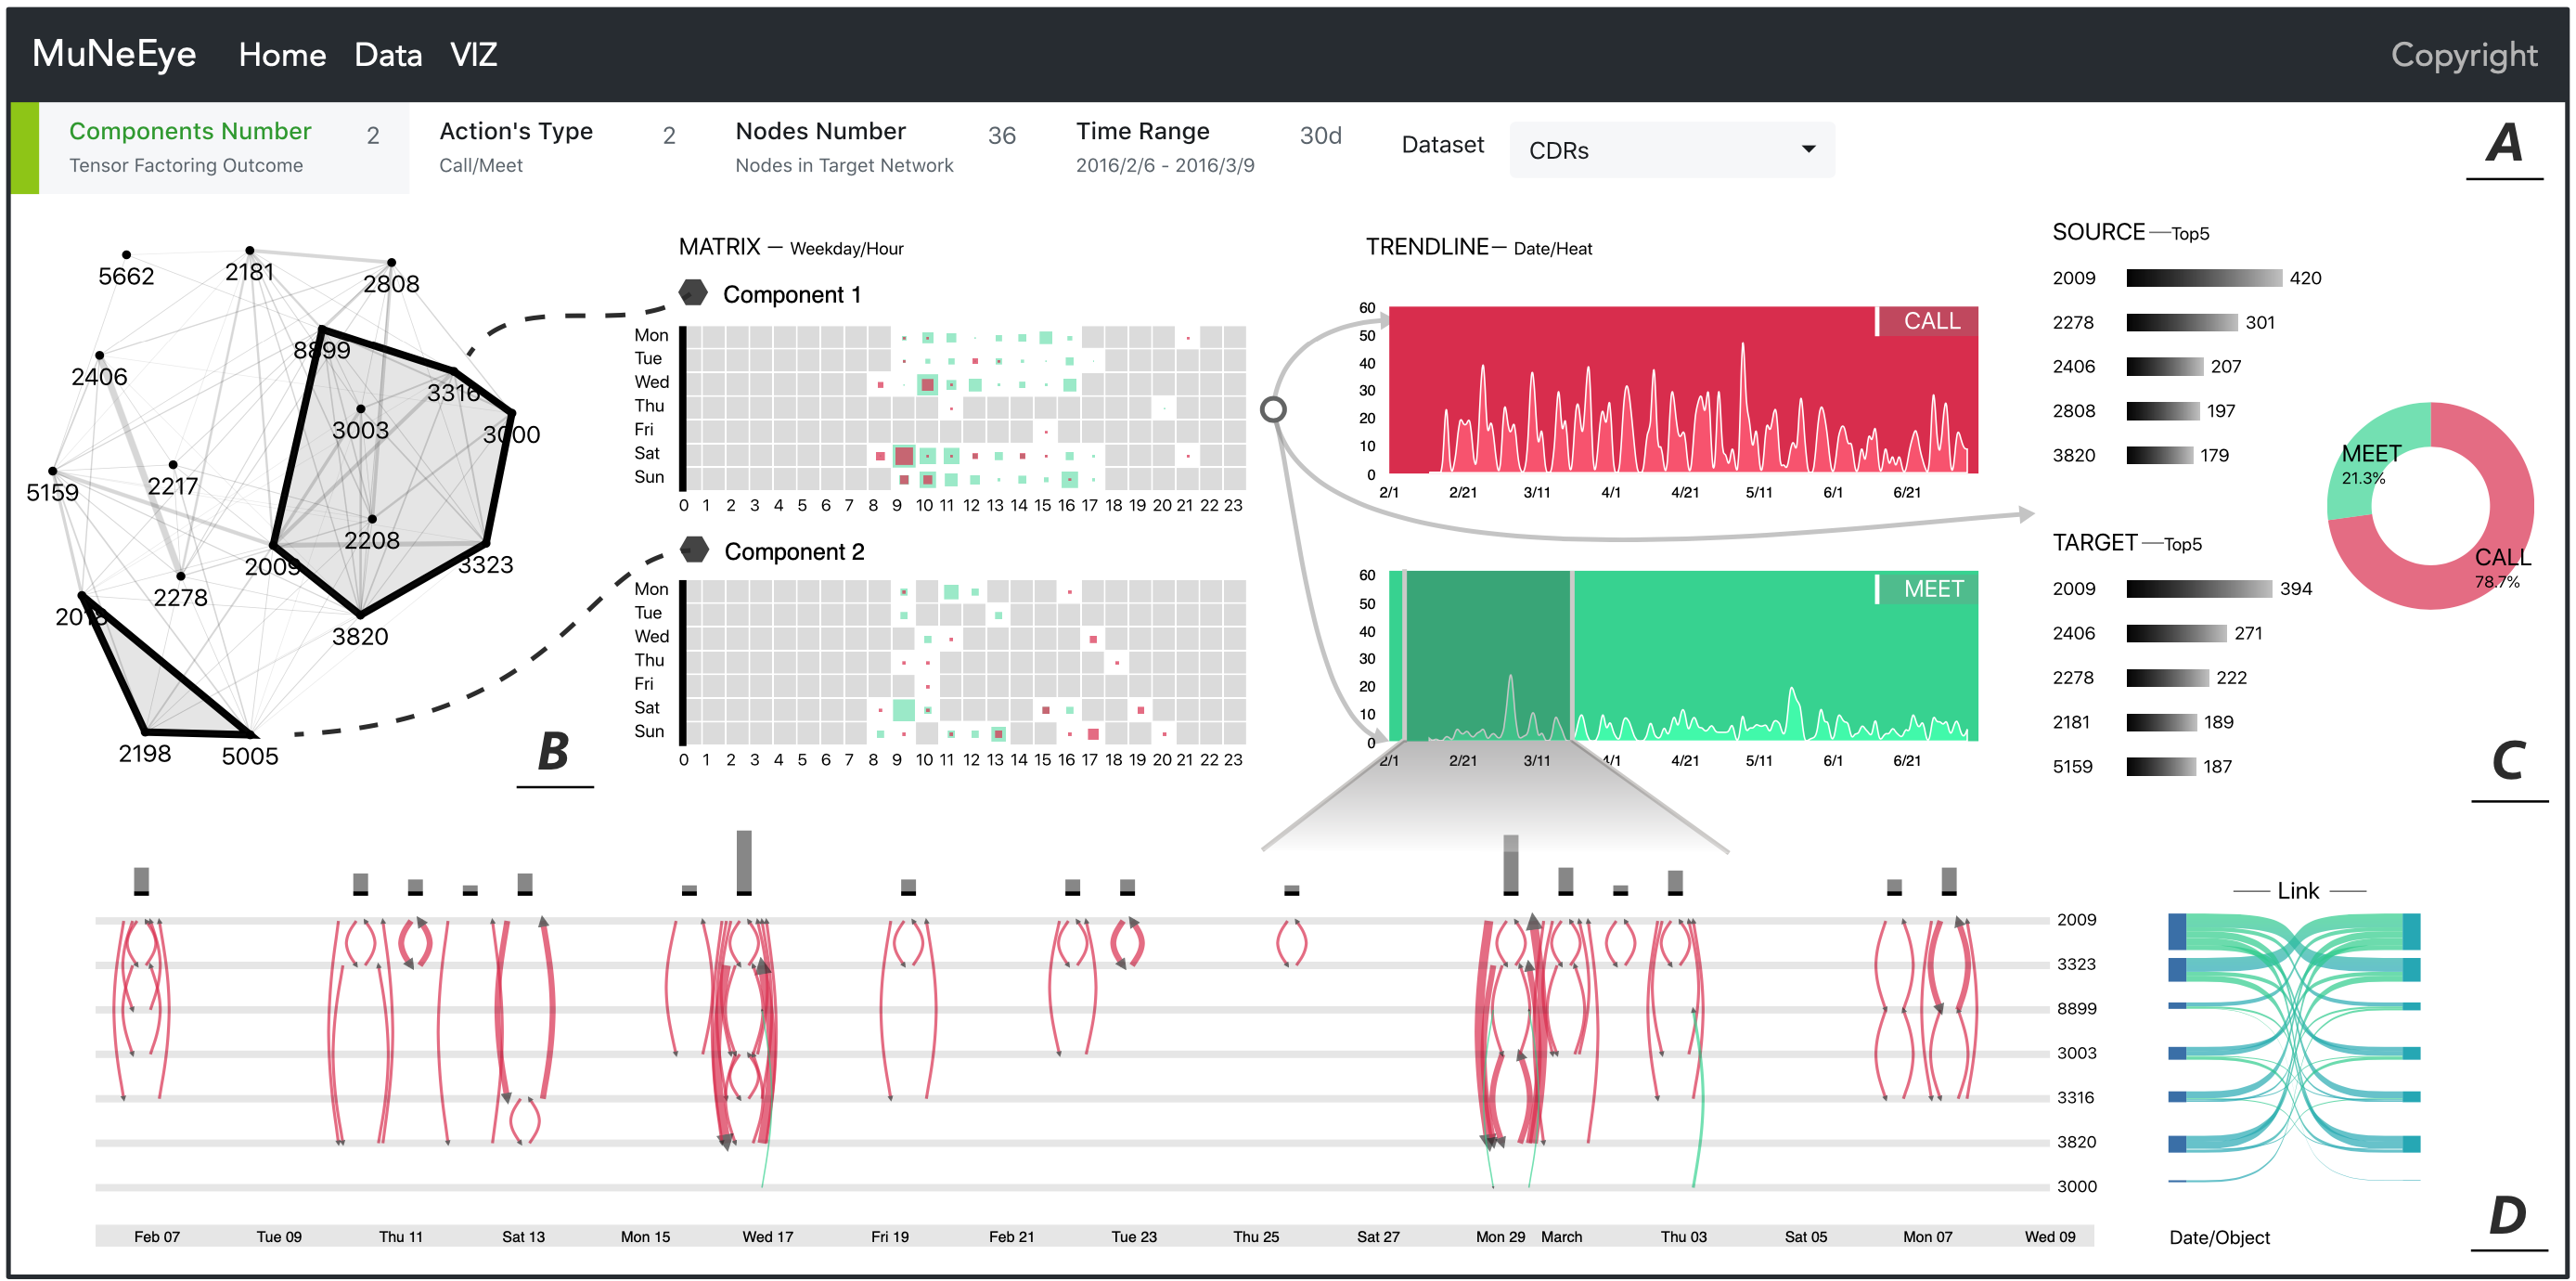 MuNeEye Home Data VIZ Copyright
Components Number 2
Tensor Factoring Outcome
Action's Type 2
Call/Meet
Nodes Number 36
Nodes in Target Network
Time Range 30d
2016/2/6 - 2016/3/9
Dataset CDRs
A
5662
2181
2808
8899
2406
3316
3003
3000
5159
2217
2208
2009
3323
2278
3820
2198
5005
B
MATRIX — Weekday/Hour
Component 1
Mon
Tue
Wed
Thu
Fri
Sat
Sun
0 1 2 3 4 5 6 7 8 9 10 11 12 13 14 15 16 17 18 19 20 21 22 23
Component 2
Mon
Tue
Wed
Thu
Fri
Sat
Sun
0 1 2 3 4 5 6 7 8 9 10 11 12 13 14 15 16 17 18 19 20 21 22 23
TRENDLINE— Date/Heat
CALL
60
50
40
30
20
10
0
2/1 2/21 3/11 4/1 4/21 5/11 6/1 6/21
MEET
60
50
40
30
20
10
0
2/1 2/21 3/11 4/1 4/21 5/11 6/1 6/21
SOURCE—Top5
2009 420
2278 301
2406 207
2808 197
3820 179
TARGET—Top5
2009 394
2406 271
2278 222
2181 189
5159 187
MEET
21.3%
CALL
78.7%
C
2009
3323
8899
3003
3316
3820
3000
Feb 07 Tue 09 Thu 11 Sat 13 Mon 15 Wed 17 Fri 19 Feb 21 Tue 23 Thu 25 Sat 27 Mon 29 March Thu 03 Sat 05 Mon 07 Wed 09
— Link —
Date/Object
D